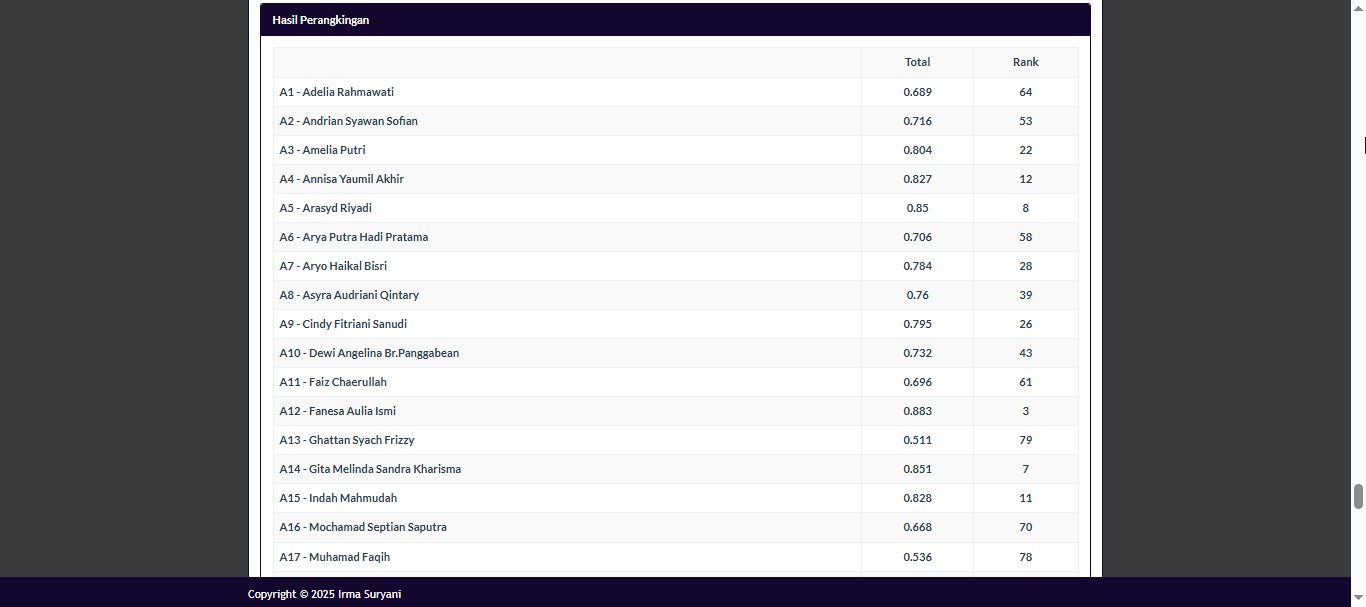 Hasil Perangkingan
Total Rank
A1 - Adelia Rahmawati 0.689 64
A2 - Andrian Syawan Sofian 0.716 53
A3 - Amelia Putri 0.804 22
A4 - Annisa Yaumil Akhir 0.827 12
A5 - Arasyd Riyadi 0.85 8
A6 - Arya Putra Hadi Pratama 0.706 58
A7 - Aryo Haikal Bisri 0.784 28
A8 - Asyra Audriani Qintary 0.76 39
A9 - Cindy Fitriani Sanudi 0.795 26
A10 - Dewi Angelina Br.Panggabean 0.732 43
A11 - Faiz Chaerullah 0.696 61
A12 - Fanesa Aulia Ismi 0.883 3
A13 - Ghattan Syach Frizzy 0.511 79
A14 - Gita Melinda Sandra Kharisma 0.851 7
A15 - Indah Mahmudah 0.828 11
A16 - Mochamad Septian Saputra 0.668 70
A17 - Muhamad Faqih 0.536 78
Copyright © 2025 Irma Suryani